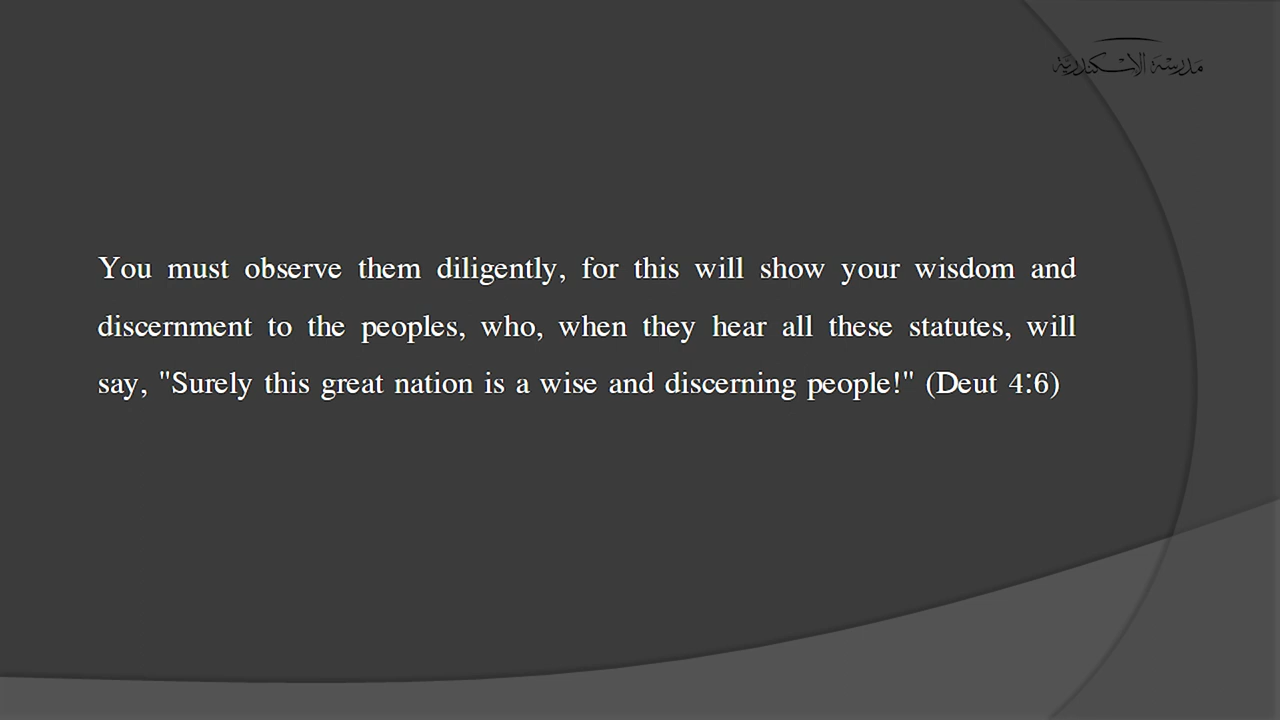 مدرسة الإسكندرية
You must observe them diligently, for this will show your wisdom and
discernment to the peoples, who, when they hear all these statutes, will
say, "Surely this great nation is a wise and discerning people!" (Deut 4:6)